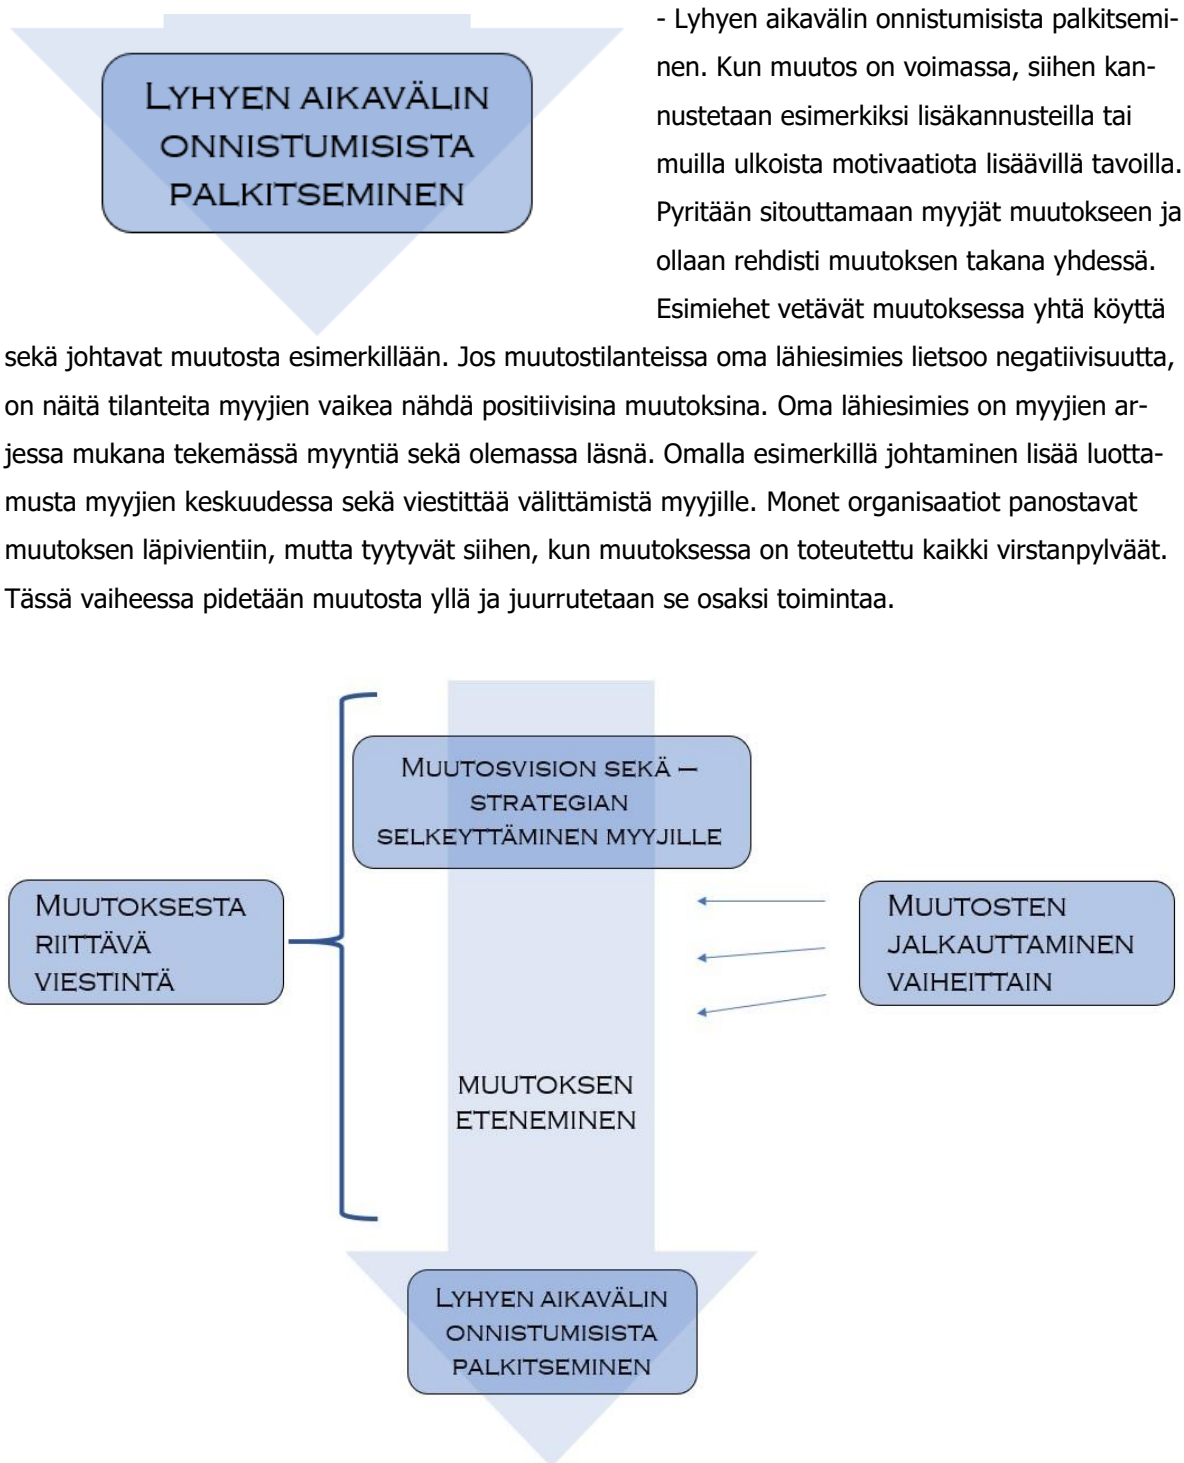 LYHYEN AIKAVÄLIN
ONNISTUMISISTA
PALKITSEMINEN
- Lyhyen aikavälin onnistumisista palkitsemi-
nen. Kun muutos on voimassa, siihen kan-
nustetaan esimerkiksi lisäkannusteilla tai
muilla ulkoista motivaatiota lisäävillä tavoilla.
Pyritään sitouttamaan myyjät muutokseen ja
ollaan rehdisti muutoksen takana yhdessä.
Esimiehet vetävät muutoksessa yhtä köyttä
sekä johtavat muutosta esimerkillään. Jos muutostilanteissa oma lähiesimies lietsoo negatiivisuutta,
on näitä tilanteita myyjien vaikea nähdä positiivisina muutoksina. Oma lähiesimies on myyjien ar-
jessa mukana tekemässä myyntiä sekä olemassa läsnä. Omalla esimerkillä johtaminen lisää luotta-
musta myyjien keskuudessa sekä viestittää välittämistä myyjille. Monet organisaatiot panostavat
muutoksen läpivientiin, mutta tyytyvät siihen, kun muutoksessa on toteutettu kaikki virstanpylväät.
Tässä vaiheessa pidetään muutosta yllä ja juurrutetaan se osaksi toimintaa.
MUUTOSVISION SEKÄ –
STRATEGIAN
SELKEYTTÄMINEN MYYJILLE
MUUTOKSESTA
RIITTÄVÄ
VIESTINTÄ
MUUTOSTEN
JALKAUTTAMINEN
VAIHEITTAIN
MUUTOKSEN
ETENEMINEN
LYHYEN AIKAVÄLIN
ONNISTUMISISTA
PALKITSEMINEN